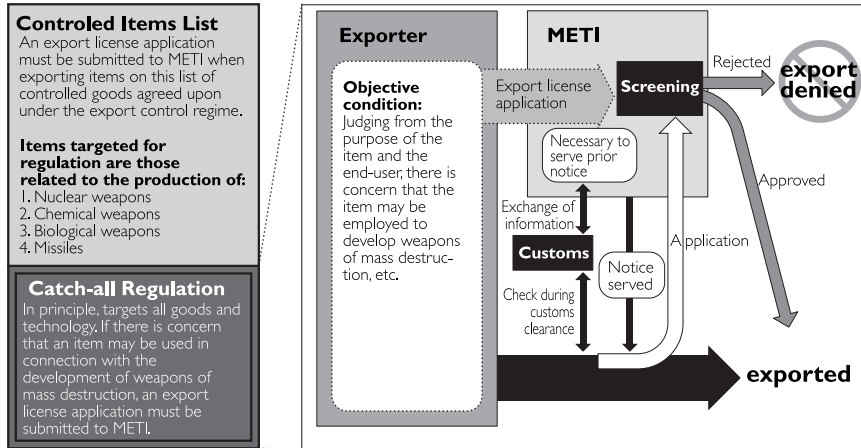 Controled Items List
An export license application
must be submitted to METI when
exporting items on this list of
controlled goods agreed upon
under the export control regime.
Items targeted for
regulation are those
related to the production of:
1. Nuclear weapons
2. Chemical weapons
3. Biological weapons
4. Missiles
Catch-all Regulation
In principle, targets all goods and
technology. If there is concern
that an item may be used in
connection with the
development of weapons of
mass destruction, an export
license application must be
submitted to METI.
Exporter
Objective
condition:
Judging from the
purpose of the
item and the
end-user, there is
concern that the
item may be
employed to
develop weapons
of mass destruc-
tion, etc.
Export license
application
METI
Screening
Necessary to
serve prior
notice
Exchange of
information
Customs
Check during
customs
clearance
Notice
served
Application
Rejected
export
denied
Approved
exported